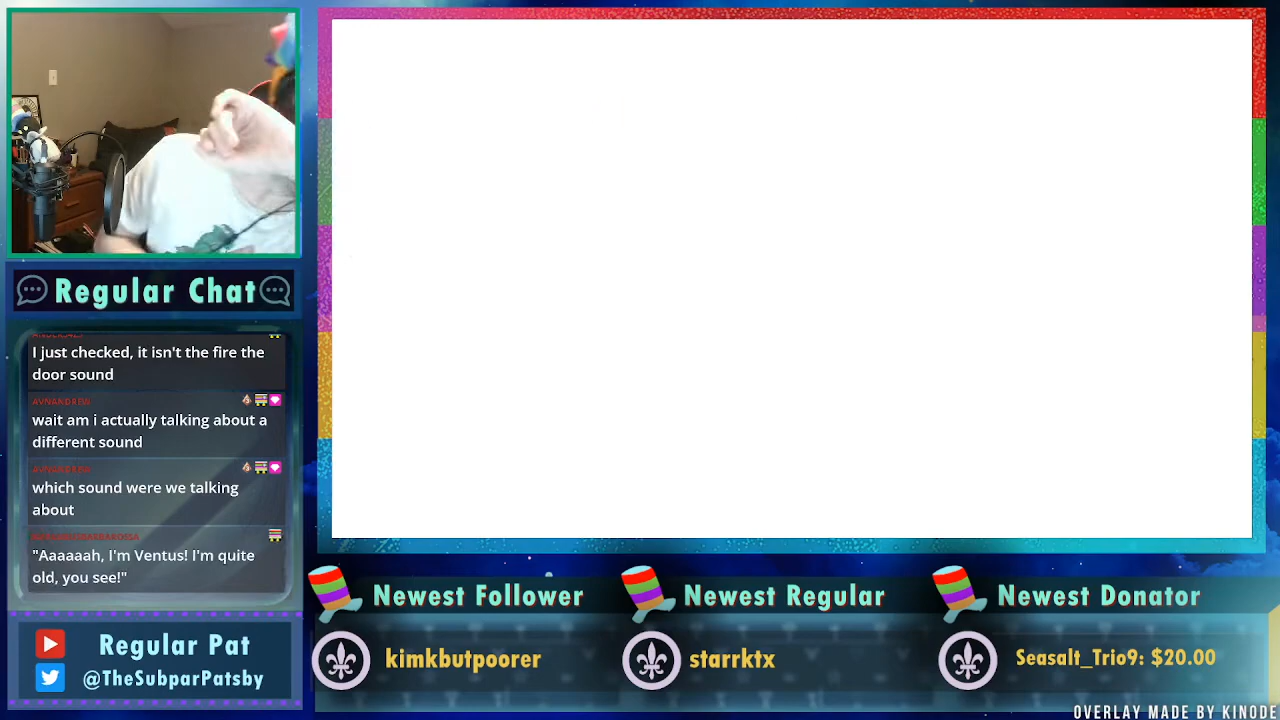 Regular Chat
I just checked, it isn't the fire the
door sound
AVNANDREW
wait am i actually talking about a
different sound
AVNANDREW
which sound were we talking
about
"Aaaaaah, I'm Ventus! I'm quite
old, you see!"
Regular Pat
@TheSubparPatsby
Newest Follower
kimkbutpoorer
Newest Regular
starrktx
Newest Donator
Seasalt_Trio9: $20.00
OVERLAY MADE BY KINODE